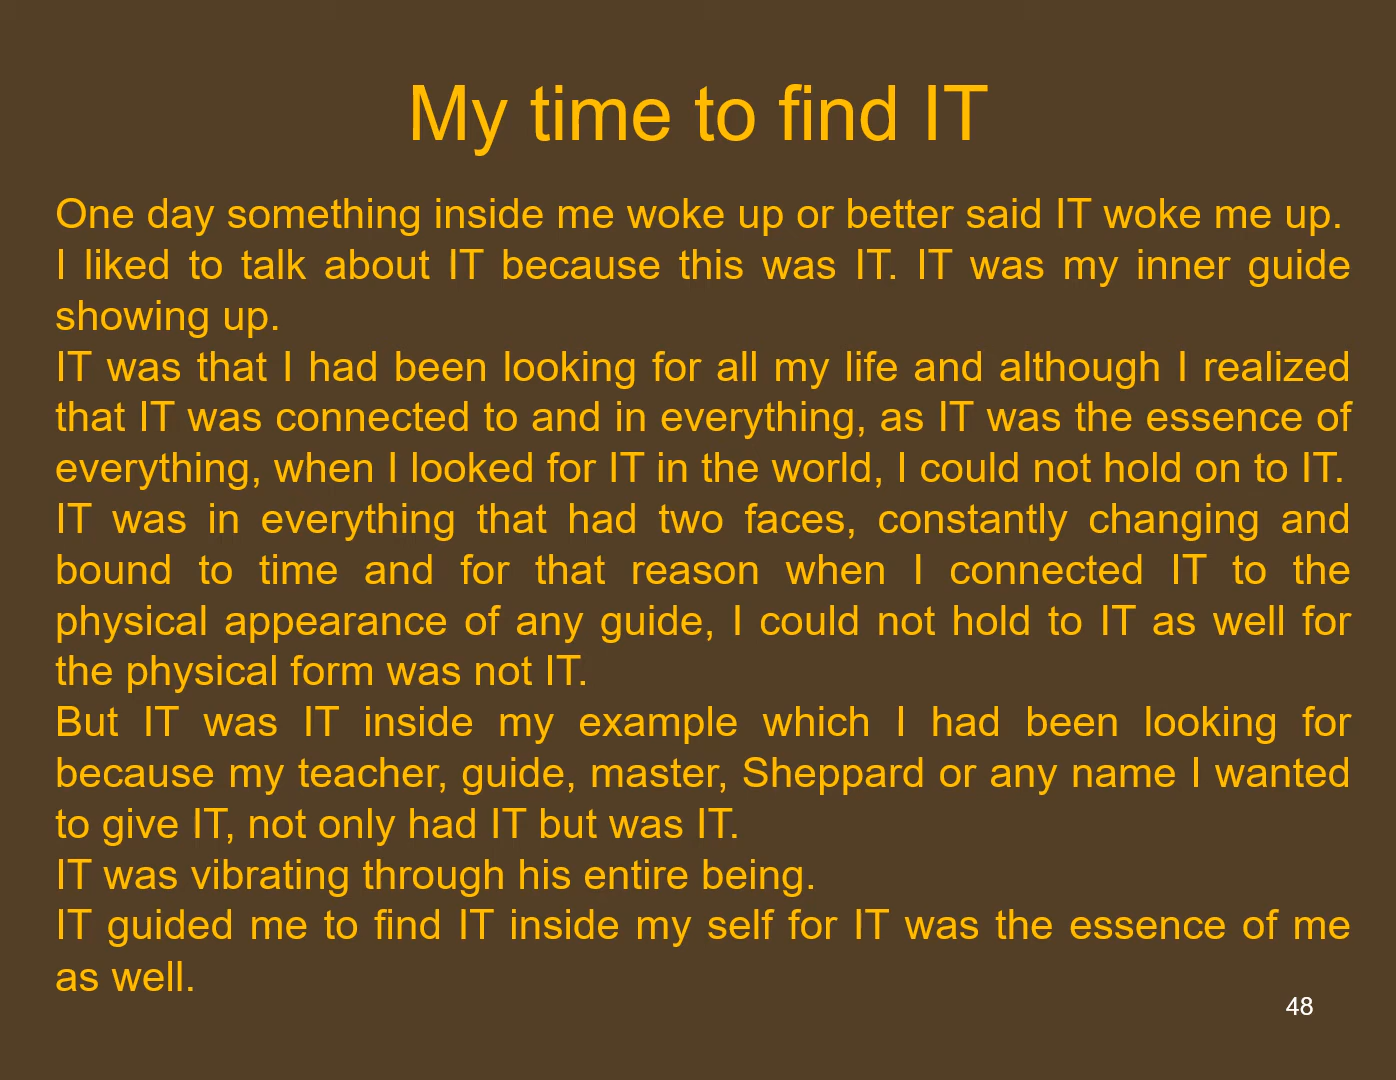 My time to find IT
One day something inside me woke up or better said IT woke me up.
I liked to talk about IT because this was IT. IT was my inner guide
showing up.
IT was that I had been looking for all my life and although I realized
that IT was connected to and in everything, as IT was the essence of
everything, when I looked for IT in the world, I could not hold on to IT.
IT was in everything that had two faces, constantly changing and
bound to time and for that reason when I connected IT to the
physical appearance of any guide, I could not hold to IT as well for
the physical form was not IT.
But IT was IT inside my example which I had been looking for
because my teacher, guide, master, Sheppard or any name I wanted
to give IT, not only had IT but was IT.
IT was vibrating through his entire being.
IT guided me to find IT inside my self for IT was the essence of me
as well.
48